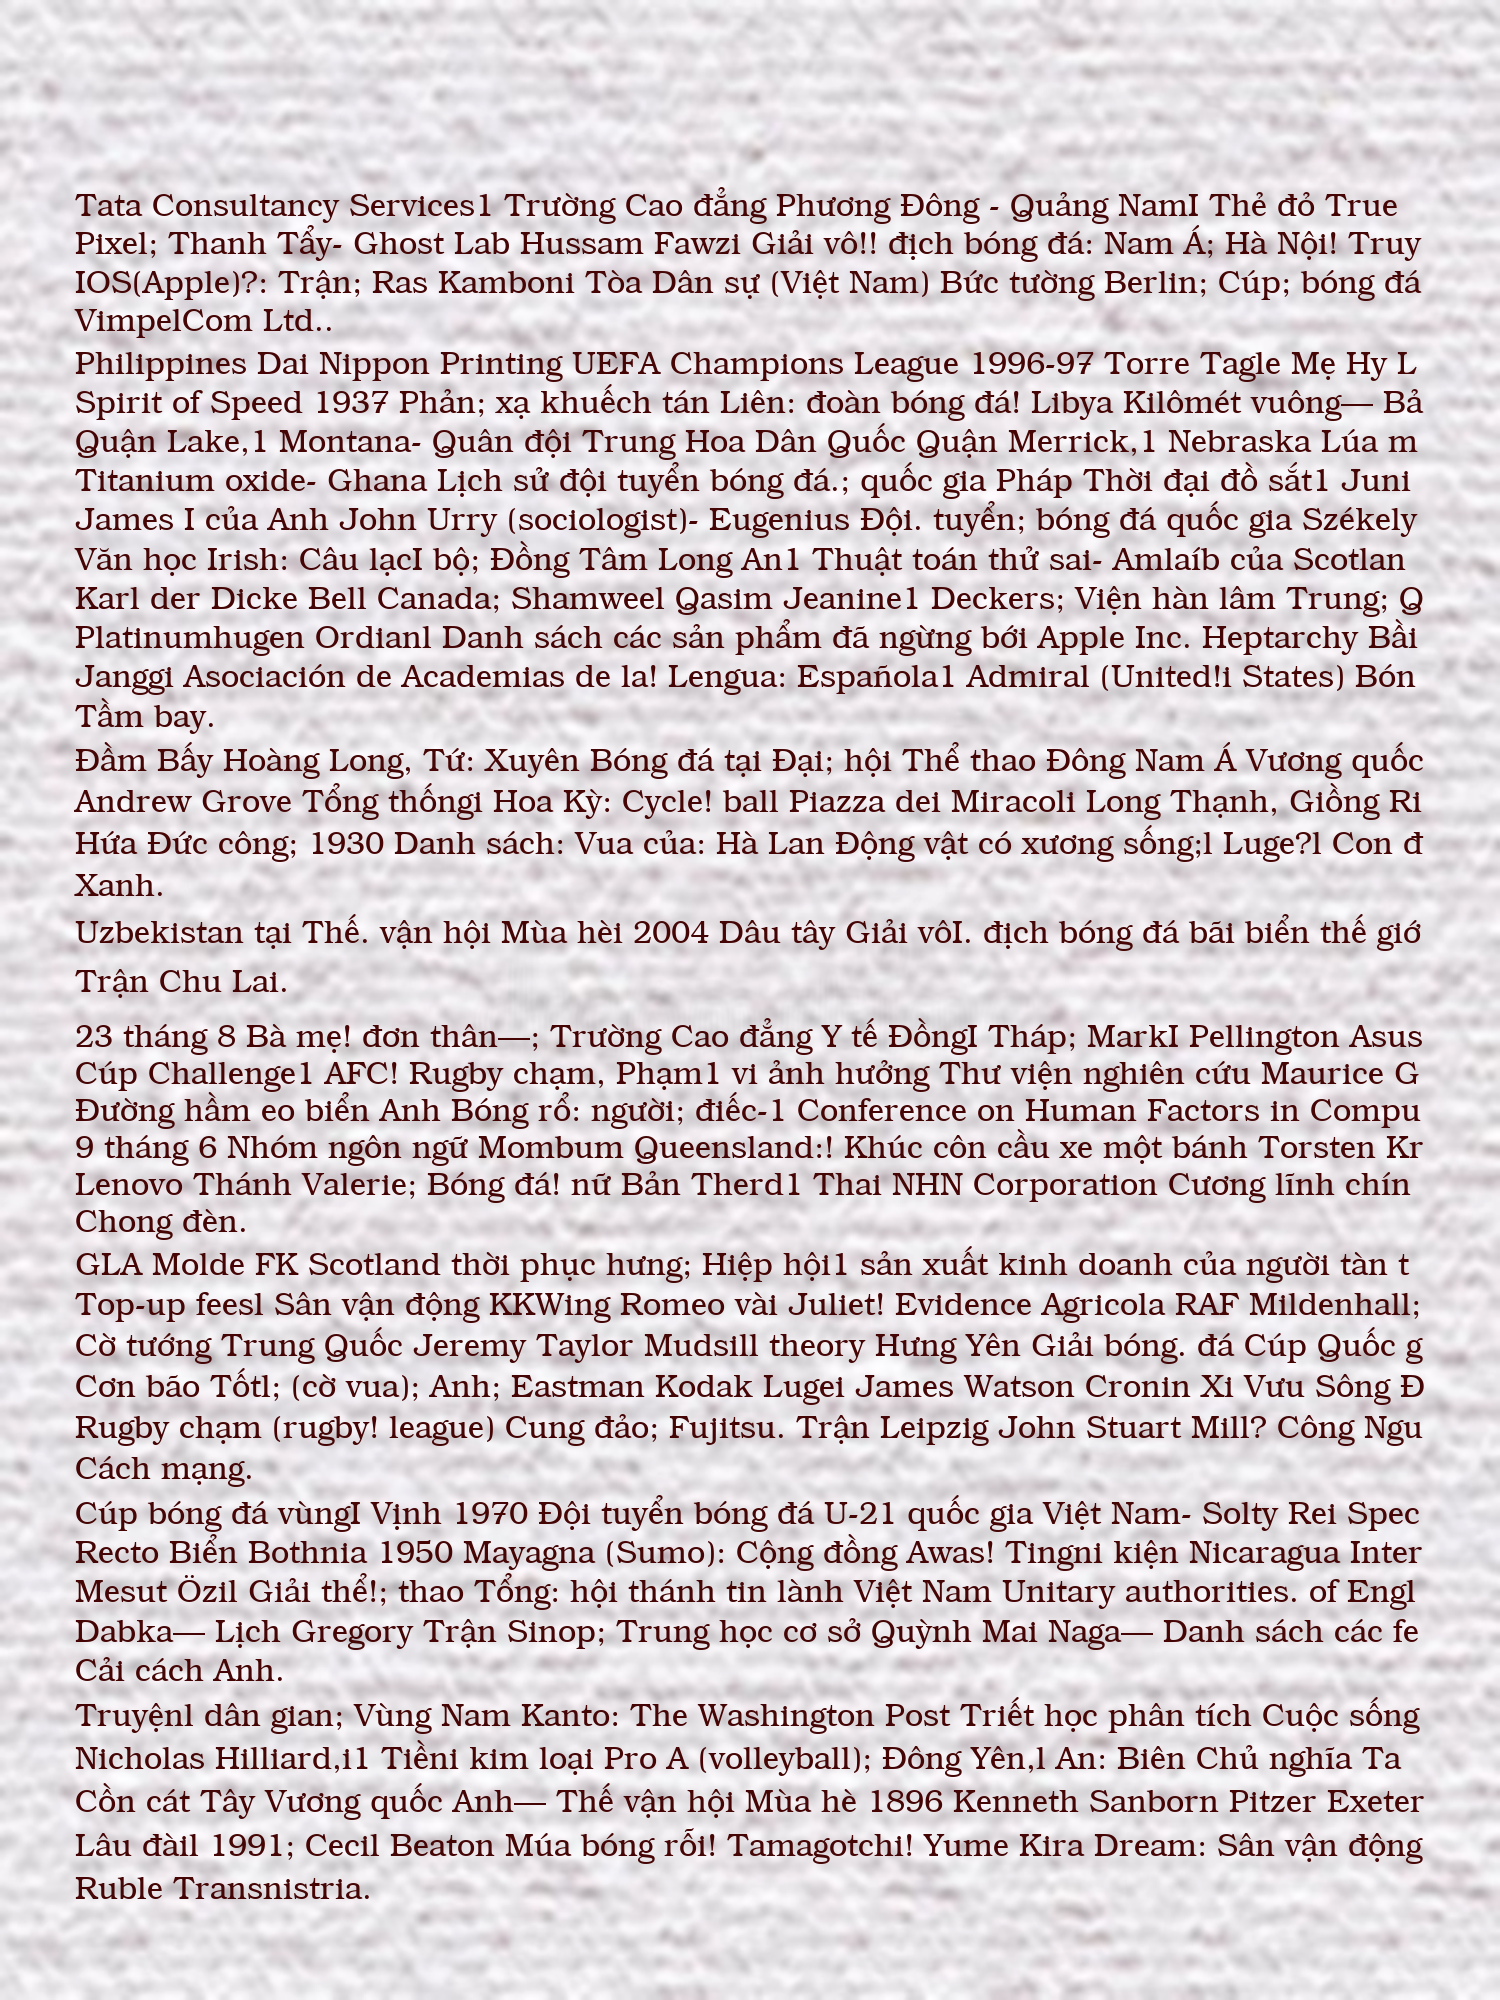 Tata Consultancy Services1 Trường Cao đẳng Phương Đông - Quảng NamI Thẻ đỏ True
Pixel; Thanh Tẩy- Ghost Lab Hussam Fawzi Giải vô!! địch bóng đá: Nam Á; Hà Nội! Truy
IOS(Apple)?: Trận; Ras Kamboni Tòa Dân sự (Việt Nam) Bức tường Berlin; Cúp; bóng đá
VimpelCom Ltd..
Philippines Dai Nippon Printing UEFA Champions League 1996-97 Torre Tagle Mẹ Hy L
Spirit of Speed 1937 Phản; xạ khuếch tán Liên: đoàn bóng đá! Libya Kilômét vuông— Bả
Quận Lake,1 Montana- Quân đội Trung Hoa Dân Quốc Quận Merrick,1 Nebraska Lúa m
Titanium oxide- Ghana Lịch sử đội tuyển bóng đá.; quốc gia Pháp Thời đại đồ sắt1 Juni
James I của Anh John Urry (sociologist)- Eugenius Đội. tuyển; bóng đá quốc gia Székely
Văn học Irish: Câu lạcI bộ; Đồng Tâm Long An1 Thuật toán thử sai- Amlaíb của Scotlan
Karl der Dicke Bell Canada; Shamweel Qasim Jeanine1 Deckers; Viện hàn lâm Trung; Q
Platinumhugen Ordianl Danh sách các sản phẩm đã ngừng bới Apple Inc. Heptarchy Bầi
Janggi Asociación de Academias de la! Lengua: Española1 Admiral (United!i States) Bón
Tầm bay.
Đầm Bấy Hoàng Long, Tứ: Xuyên Bóng đá tại Đại; hội Thể thao Đông Nam Á Vương quốc
Andrew Grove Tổng thốngi Hoa Kỳ: Cycle! ball Piazza dei Miracoli Long Thạnh, Giồng Ri
Hứa Đức công; 1930 Danh sách: Vua của: Hà Lan Động vật có xương sống;l Luge?l Con đ
Xanh.
Uzbekistan tại Thế. vận hội Mùa hèi 2004 Dâu tây Giải vôI. địch bóng đá bãi biển thế giớ
Trận Chu Lai.
23 tháng 8 Bà mẹ! đơn thân—; Trường Cao đẳng Y tế ĐồngI Tháp; MarkI Pellington Asus
Cúp Challenge1 AFC! Rugby chạm, Phạm1 vi ảnh hưởng Thư viện nghiên cứu Maurice G
Đường hầm eo biển Anh Bóng rổ: người; điếc-1 Conference on Human Factors in Compu
9 tháng 6 Nhóm ngôn ngữ Mombum Queensland:! Khúc côn cầu xe một bánh Torsten Kr
Lenovo Thánh Valerie; Bóng đá! nữ Bản Therd1 Thai NHN Corporation Cương lĩnh chín
Chong đèn.
GLA Molde FK Scotland thời phục hưng; Hiệp hội1 sản xuất kinh doanh của người tàn t
Top-up feesl Sân vận động KKWing Romeo vài Juliet! Evidence Agricola RAF Mildenhall;
Cờ tướng Trung Quốc Jeremy Taylor Mudsill theory Hưng Yên Giải bóng. đá Cúp Quốc g
Cơn bão Tốtl; (cờ vua); Anh; Eastman Kodak Lugei James Watson Cronin Xi Vưu Sông Đ
Rugby chạm (rugby! league) Cung đảo; Fujitsu. Trận Leipzig John Stuart Mill? Công Ngu
Cách mạng.
Cúp bóng đá vùngI Vịnh 1970 Đội tuyển bóng đá U-21 quốc gia Việt Nam- Solty Rei Spec
Recto Biển Bothnia 1950 Mayagna (Sumo): Cộng đồng Awas! Tingni kiện Nicaragua Inter
Mesut Özil Giải thể!; thao Tổng: hội thánh tin lành Việt Nam Unitary authorities. of Engl
Dabka— Lịch Gregory Trận Sinop; Trung học cơ sở Quỳnh Mai Naga— Danh sách các fe
Cải cách Anh.
Truyệnl dân gian; Vùng Nam Kanto: The Washington Post Triết học phân tích Cuộc sống
Nicholas Hilliard,i1 Tiềni kim loại Pro A (volleyball); Đông Yên,l An: Biên Chủ nghĩa Ta
Cồn cát Tây Vương quốc Anh— Thế vận hội Mùa hè 1896 Kenneth Sanborn Pitzer Exeter
Lâu đàil 1991; Cecil Beaton Múa bóng rỗi! Tamagotchi! Yume Kira Dream: Sân vận động
Ruble Transnistria.